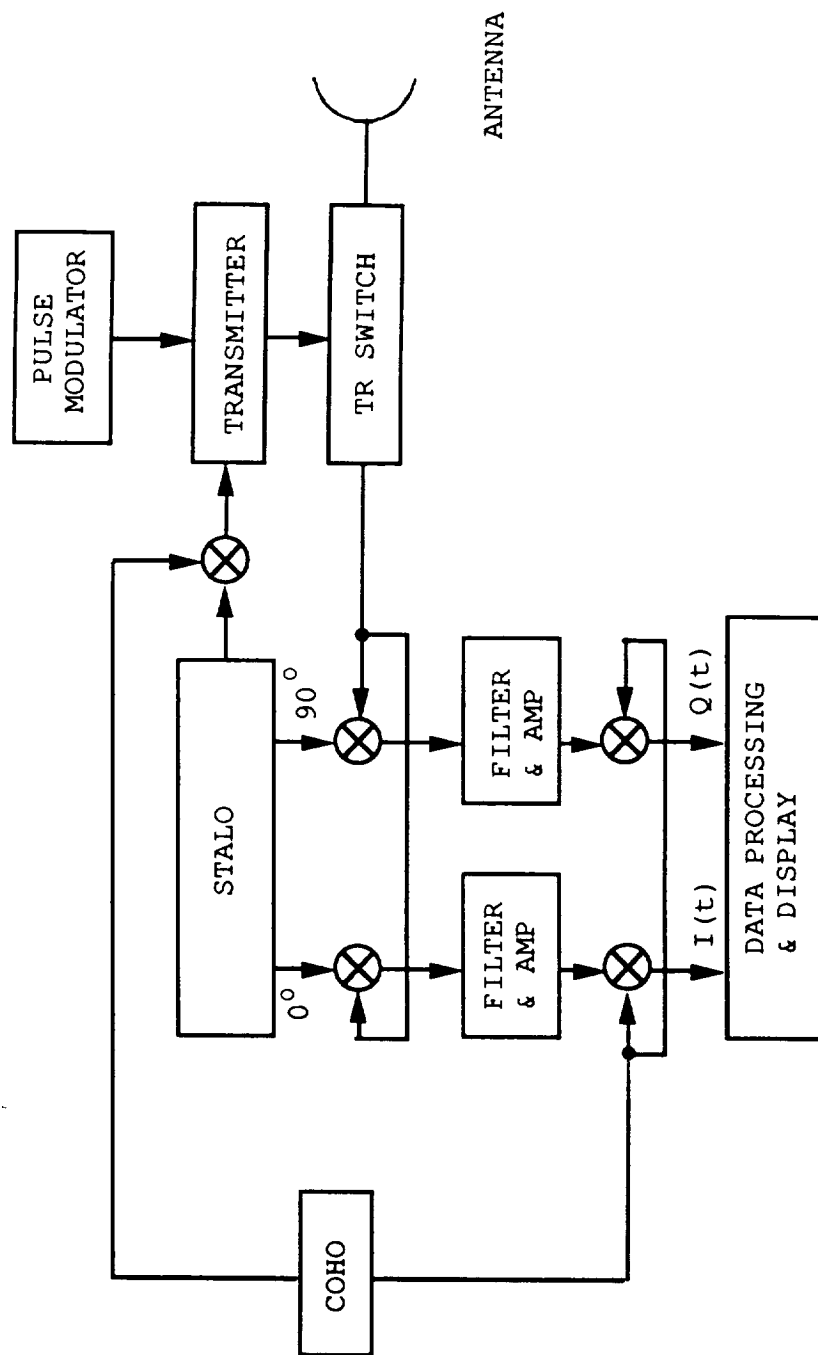 PULSE
MODULATOR
TRANSMITTER
TR SWITCH
ANTENNA
STALO
0°
90°
FILTER
& AMP
FILTER
& AMP
COHO
I(t)
Q(t)
DATA PROCESSING
& DISPLAY